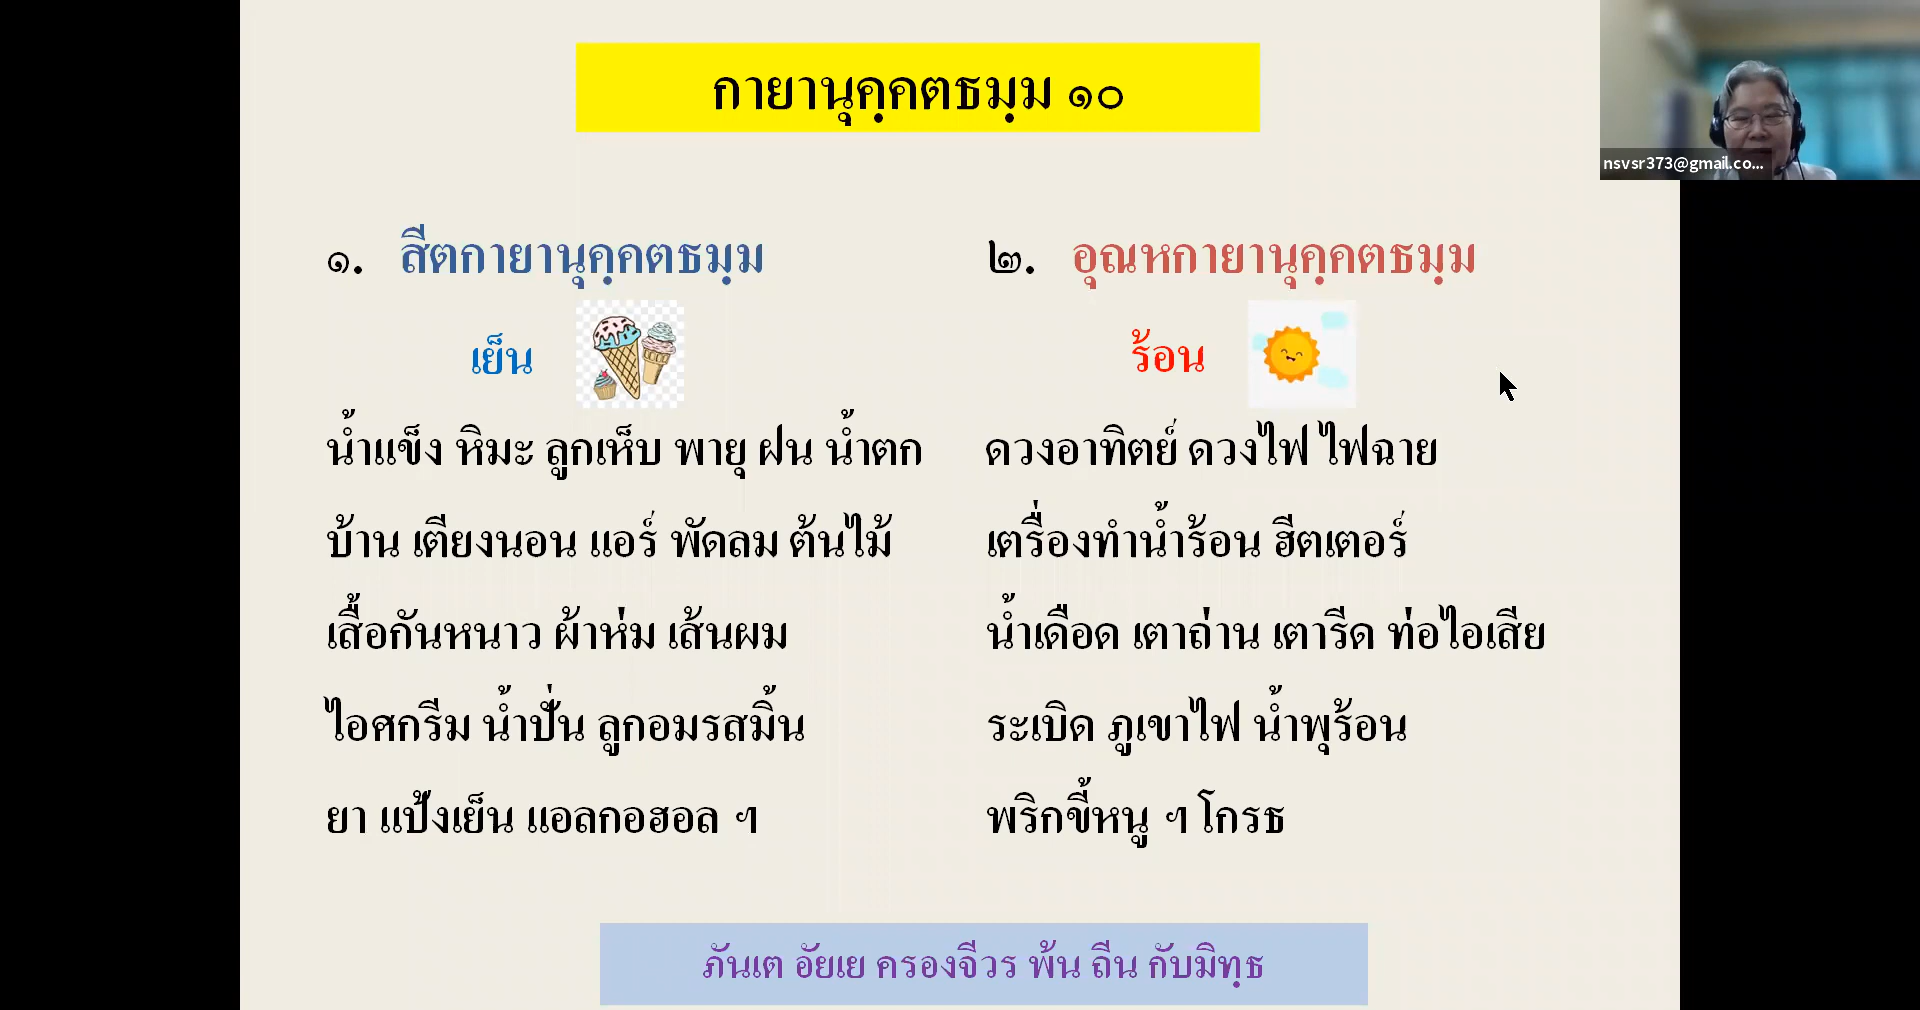 กายานุคฺคตธมฺม ๑๐
nsvsr373@gmail.co...
๑. สีตกายานุคฺคตธมฺม
เย็น
น้ำแข็ง หิมะ ลูกเห็บ พายุ ฝน น้ำตก
บ้าน เตียงนอน แอร์ พัดลม ต้นไม้
เสื้อกันหนาว ผ้าห่ม เส้นผม
ไอศกรีม น้ำปั่น ลูกอมรสมิ้น
ยา แป้งเย็น แอลกอฮอล ฯ
๒. อุณหกายานุคฺคตธมฺม
ร้อน
ดวงอาทิตย์ ดวงไฟ ไฟฉาย
เตรื่องทำน้ำร้อน ฮีตเตอร์
น้ำเดือด เตาถ่าน เตารีด ท่อไอเสีย
ระเบิด ภูเขาไฟ น้ำพุร้อน
พริกขี้หนู ฯ โกรธ
ภันเต อัยเย ครองจีวร พ้น ถีน กับมิทฺธ